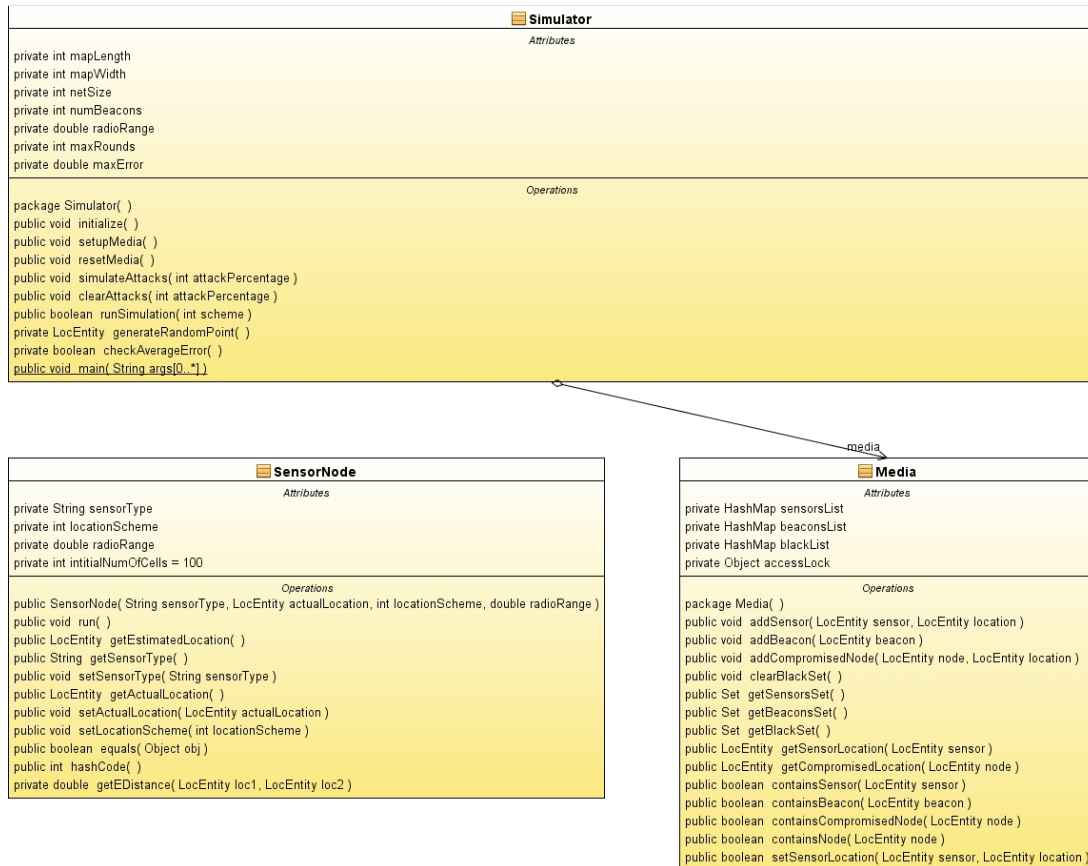 Simulator
Attributes
private int mapLength
private int mapWidth
private int netSize
private int numBeacons
private double radioRange
private int maxRounds
private double maxError
Operations
package Simulator( )
public void initialize( )
public void setupMedia( )
public void resetMedia( )
public void simulateAttacks( int attackPercentage )
public void clearAttacks( int attackPercentage )
public boolean runSimulation( int scheme )
private LocEntity generateRandomPoint( )
private boolean checkAverageError( )
public void main( String args[0..*] )
media
SensorNode
Attributes
private String sensorType
private int locationScheme
private double radioRange
private int intitialNumOfCells = 100
Operations
public SensorNode( String sensorType, LocEntity actualLocation, int locationScheme, double radioRange )
public void run( )
public LocEntity getEstimatedLocation( )
public String getSensorType( )
public void setSensorType( String sensorType )
public LocEntity getActualLocation( )
public void setActualLocation( LocEntity actualLocation )
public void setLocationScheme( int locationScheme )
public boolean equals( Object obj )
public int hashCode( )
private double getEDistance( LocEntity loc1, LocEntity loc2 )
Media
Attributes
private HashMap sensorsList
private HashMap beaconsList
private HashMap blackList
private Object accessLock
Operations
package Media( )
public void addSensor( LocEntity sensor, LocEntity location )
public void addBeacon( LocEntity beacon )
public void addCompromisedNode( LocEntity node, LocEntity location )
public void clearBlackSet( )
public Set getSensorsSet( )
public Set getBeaconsSet( )
public Set getBlackSet( )
public LocEntity getSensorLocation( LocEntity sensor )
public LocEntity getCompromisedLocation( LocEntity node )
public boolean containsSensor( LocEntity sensor )
public boolean containsBeacon( LocEntity beacon )
public boolean containsCompromisedNode( LocEntity node )
public boolean containsNode( LocEntity node )
public boolean setSensorLocation( LocEntity sensor, LocEntity location )